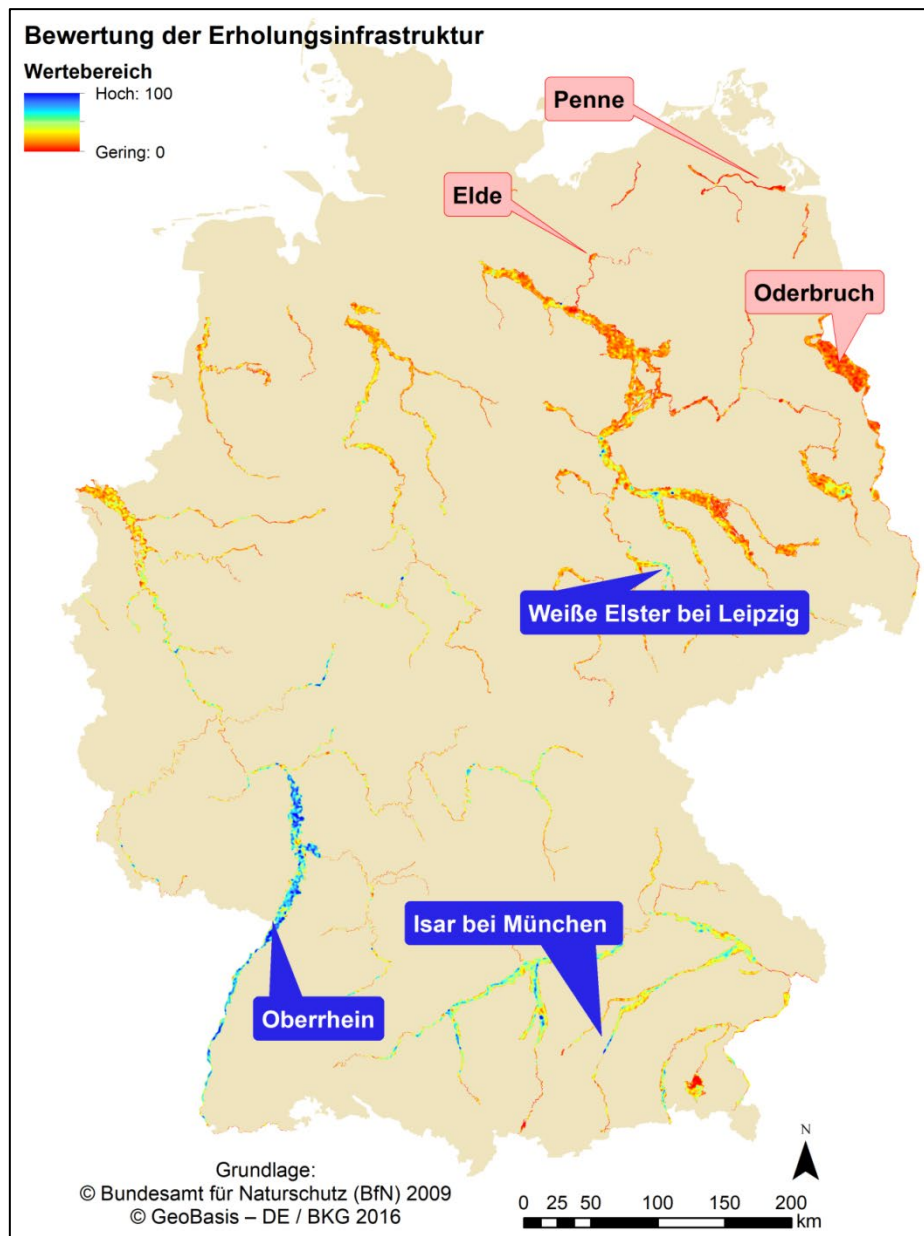 Bewertung der Erholungsinfrastruktur
Wertebereich
Hoch: 100
Gering: 0
Penne
Elde
Oderbruch
Weiße Elster bei Leipzig
Isar bei München
Oberrhein
Grundlage:
© Bundesamt für Naturschutz (BfN) 2009
© GeoBasis – DE / BKG 2016
N
0 25 50 100 150 200
km